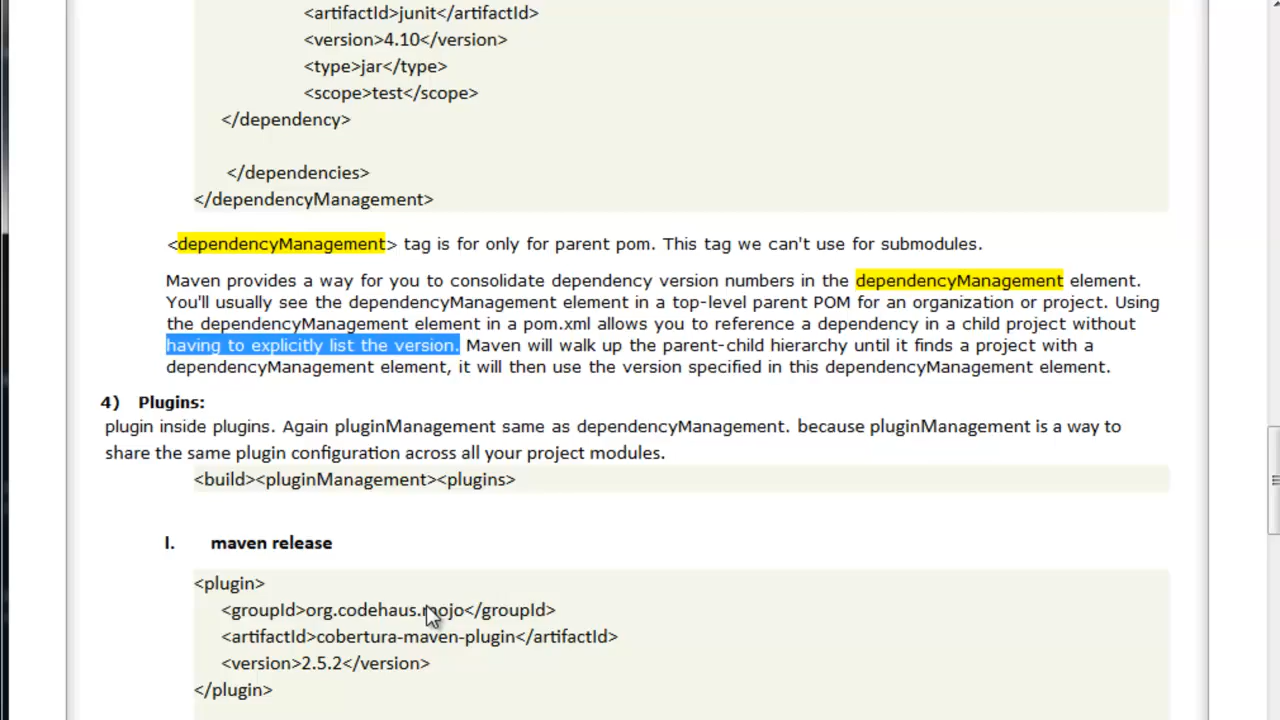 <artifactId>junit</artifactId>
<version>4.10</version>
<type>jar</type>
<scope>test</scope>
</dependency>
</dependencies>
</dependencyManagement>
<dependencyManagement> tag is for only for parent pom. This tag we can't use for submodules.
Maven provides a way for you to consolidate dependency version numbers in the dependencyManagement element.
You'll usually see the dependencyManagement element in a top-level parent POM for an organization or project. Using
the dependencyManagement element in a pom.xml allows you to reference a dependency in a child project without
having to explicitly list the version. Maven will walk up the parent-child hierarchy until it finds a project with a
dependencyManagement element, it will then use the version specified in this dependencyManagement element.
4) Plugins:
plugin inside plugins. Again pluginManagement same as dependencyManagement. because pluginManagement is a way to
share the same plugin configuration across all your project modules.
<build><pluginManagement><plugins>
I. maven release
<plugin>
<groupId>org.codehaus.mojo</groupId>
<artifactId>cobertura-maven-plugin</artifactId>
<version>2.5.2</version>
</plugin>